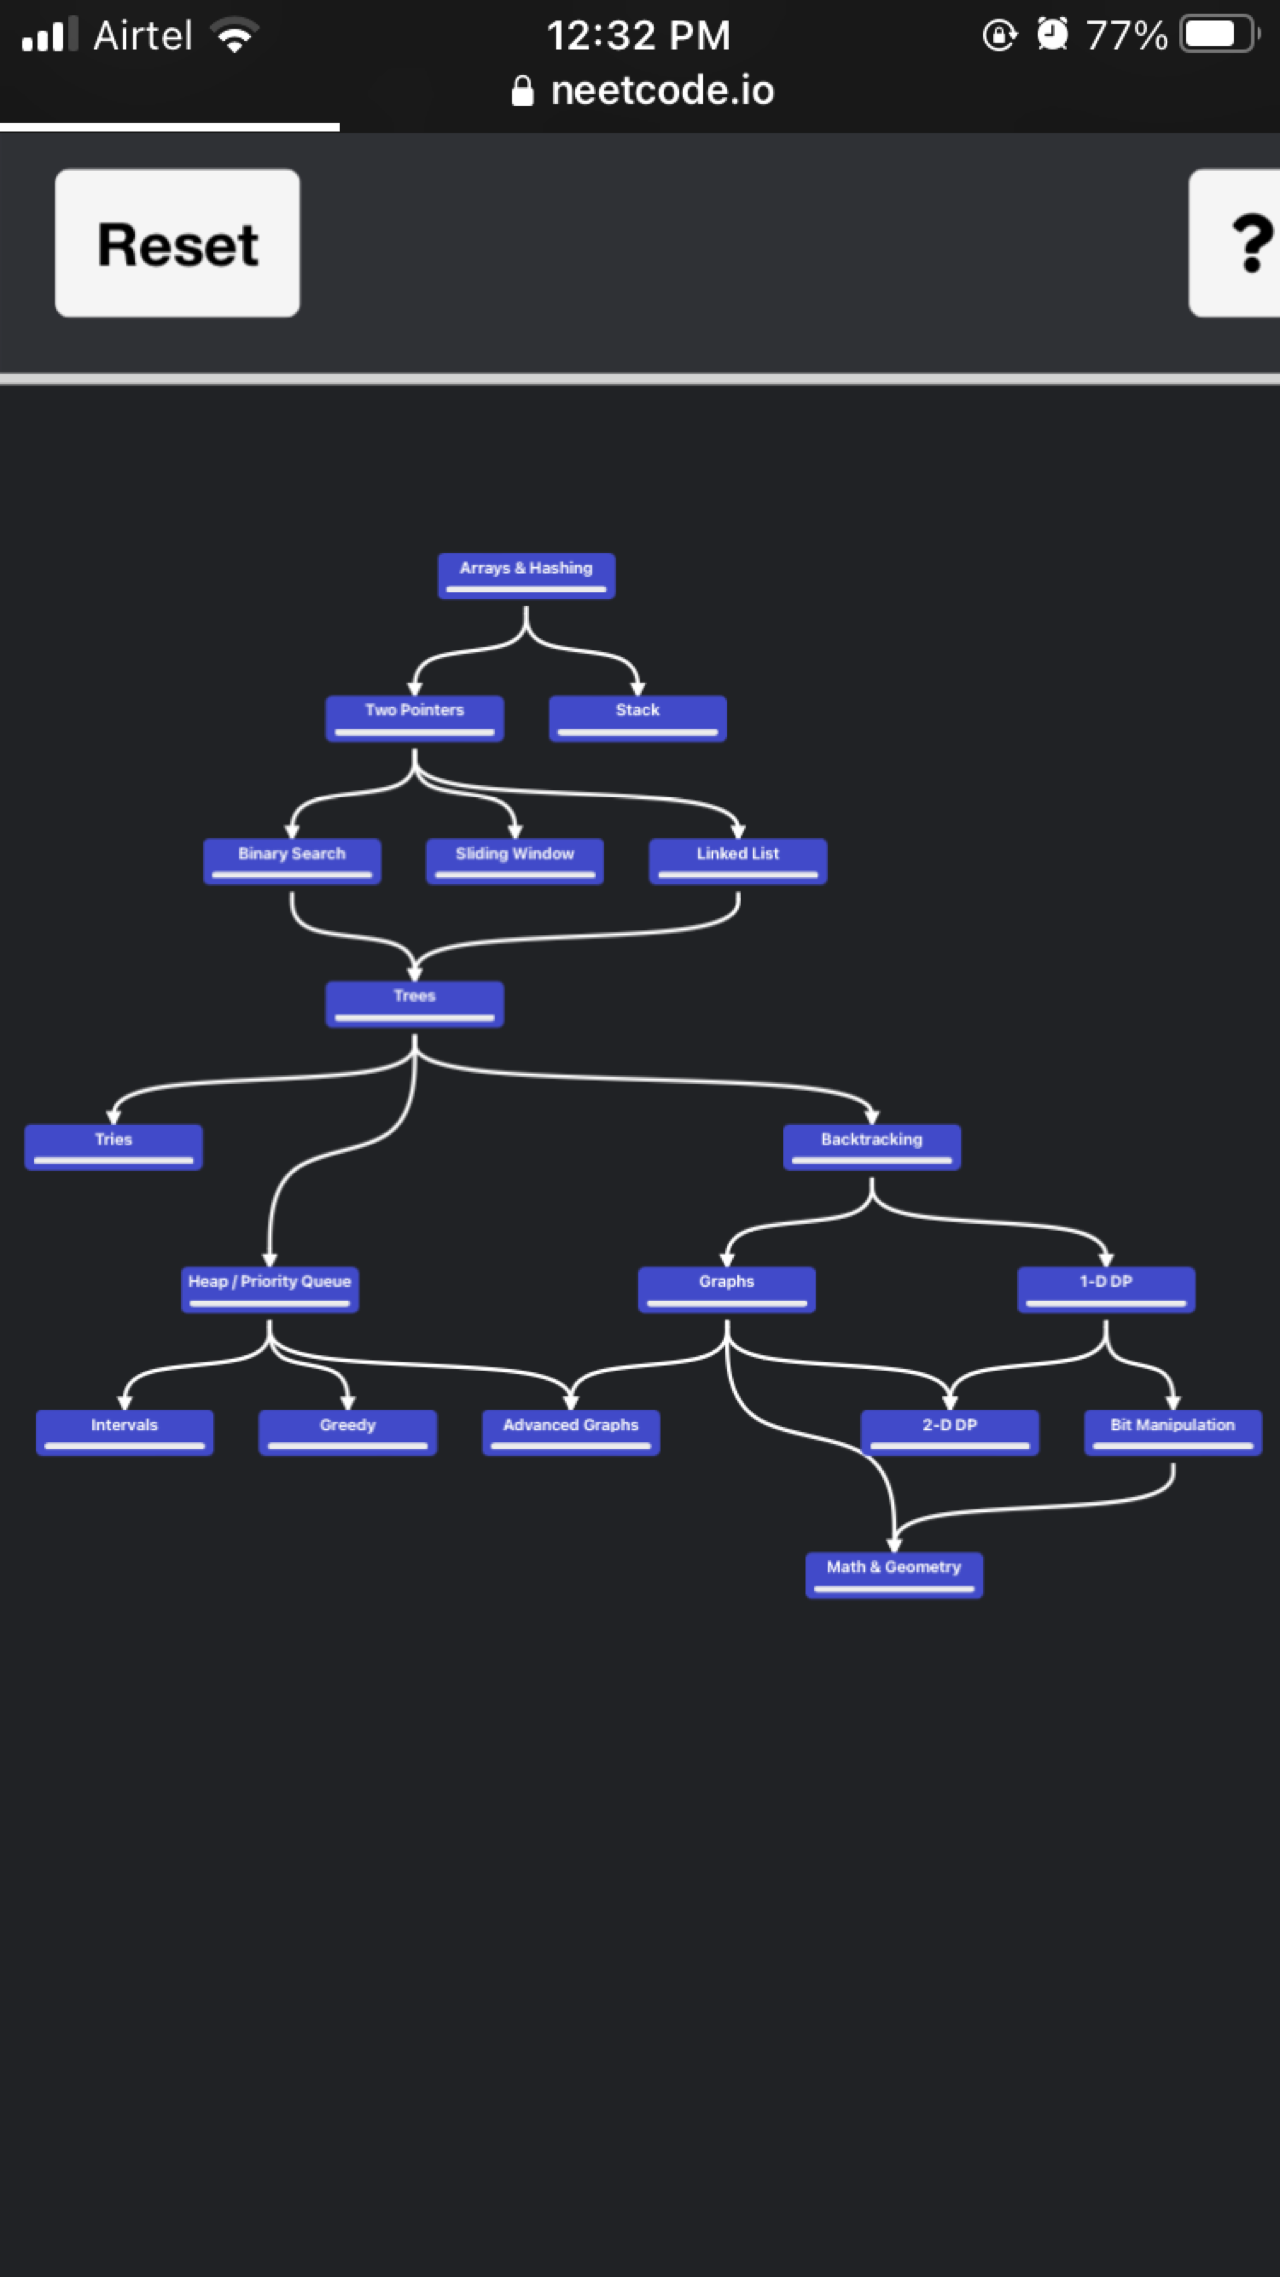 Airtel 12:32 PM 77%
neetcode.io
Reset ?
Arrays & Hashing
Two Pointers Stack
Binary Search Sliding Window Linked List
Trees
Tries Backtracking
Heap / Priority Queue Graphs 1-D DP
Intervals Greedy Advanced Graphs 2-D DP Bit Manipulation
Math & Geometry